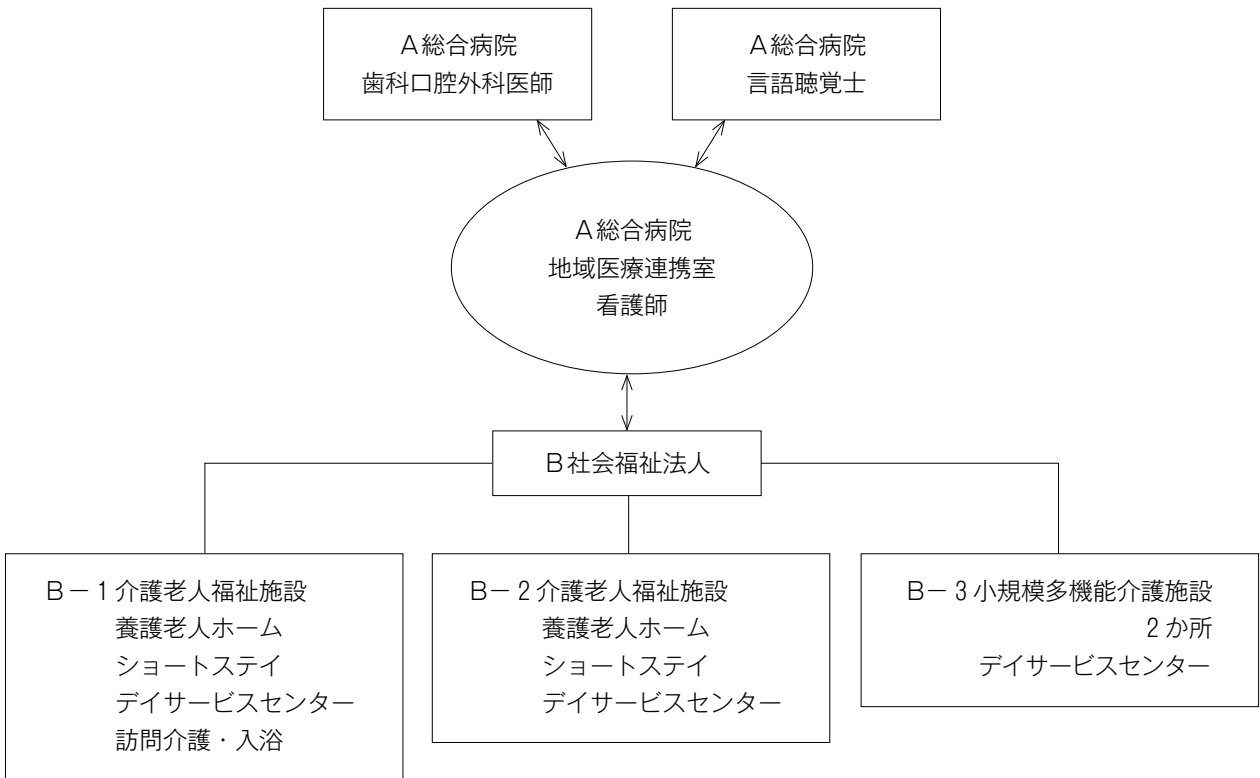 A総合病院
歯科口腔外科医師
A総合病院
言語聴覚士
A総合病院
地域医療連携室
看護師
B社会福祉法人
B－1介護老人福祉施設
養護老人ホーム
ショートステイ
デイサービスセンター
訪問介護・入浴
B－2介護老人福祉施設
養護老人ホーム
ショートステイ
デイサービスセンター
B－3小規模多機能介護施設
2か所
デイサービスセンター